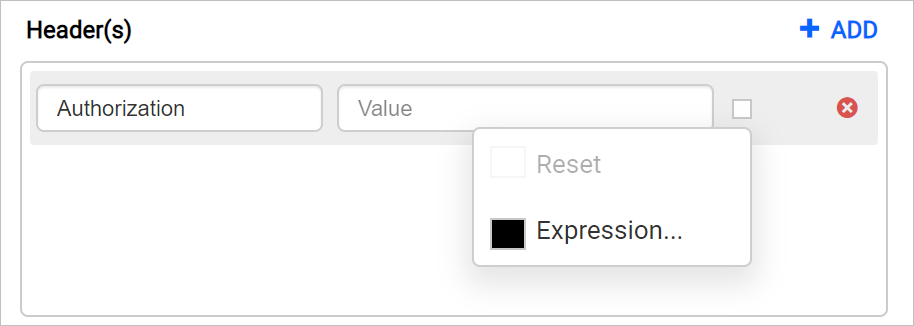 Header(s)
ADD
Authorization
Value
Reset
Expression...